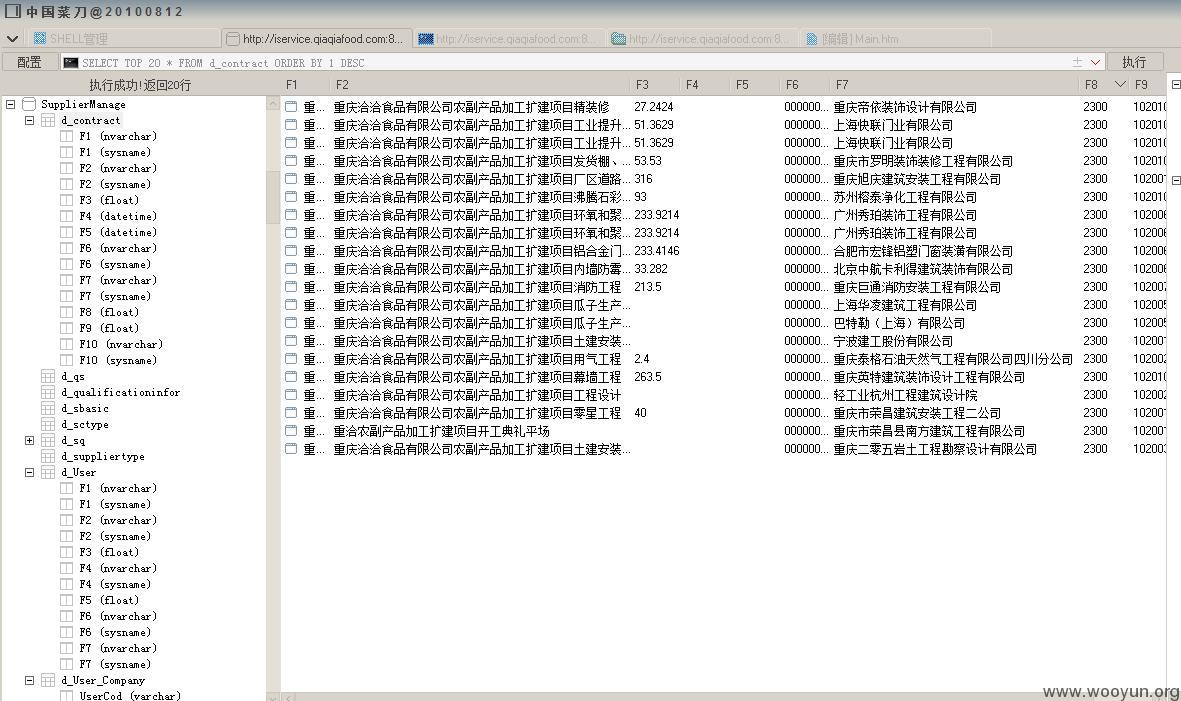 中国菜刀@20100812
SHELL管理 http://iservice.qiaqiafood.com:8... http://iservice.qiaqiafood.com:8... http://iservice.qiaqiafood.com:8... [编辑] Main.htm
配置 SELECT TOP 20 * FROM d_contract ORDER BY 1 DESC 执行
执行成功!返回20行
SupplierManage
d_contract
F1 (nvarchar)
F1 (sysname)
F2 (nvarchar)
F2 (sysname)
F3 (float)
F4 (datetime)
F5 (datetime)
F6 (nvarchar)
F6 (sysname)
F7 (nvarchar)
F7 (sysname)
F8 (float)
F9 (float)
F10 (nvarchar)
F10 (sysname)
d_qs
d_qualificationinfor
d_sbasic
d_sctype
d_sq
d_suppliertype
d_User
F1 (nvarchar)
F1 (sysname)
F2 (nvarchar)
F2 (sysname)
F3 (float)
F4 (nvarchar)
F4 (sysname)
F5 (float)
F6 (nvarchar)
F6 (sysname)
F7 (nvarchar)
F7 (sysname)
d_User_Company
UserCod (varchar)
F1 F2 F3 F4 F5 F6 F7 F8 F9
重... 重庆洽洽食品有限公司农副产品加工扩建项目精装修 27.2424 000000... 重庆帝依装饰设计有限公司 2300 10201(
重... 重庆洽洽食品有限公司农副产品加工扩建项目工业提升... 51.3629 000000... 上海快联门业有限公司 2300 10201(
重... 重庆洽洽食品有限公司农副产品加工扩建项目工业提升... 51.3629 000000... 上海快联门业有限公司 2300 10201(
重... 重庆洽洽食品有限公司农副产品加工扩建项目发货棚、... 53.53 000000... 重庆市罗明装饰装修工程有限公司 2300 10201(
重... 重庆洽洽食品有限公司农副产品加工扩建项目厂区道路... 316 000000... 重庆旭庆建筑安装工程有限公司 2300 10200
重... 重庆洽洽食品有限公司农副产品加工扩建项目沸腾石彩... 93 000000... 苏州榕泰净化工程有限公司 2300 10201(
重... 重庆洽洽食品有限公司农副产品加工扩建项目环氧和聚... 233.9214 000000... 广州秀珀装饰工程有限公司 2300 10200
重... 重庆洽洽食品有限公司农副产品加工扩建项目环氧和聚... 233.9214 000000... 广州秀珀装饰工程有限公司 2300 10200
重... 重庆洽洽食品有限公司农副产品加工扩建项目铝合金门... 233.4146 000000... 合肥市宏锋铝塑门窗装潢有限公司 2300 10200
重... 重庆洽洽食品有限公司农副产品加工扩建项目内墙防霉... 33.282 000000... 北京中航卡利得建筑装饰有限公司 2300 10200
重... 重庆洽洽食品有限公司农副产品加工扩建项目消防工程 213.5 000000... 重庆巨通消防安装工程有限公司 2300 10200
重... 重庆洽洽食品有限公司农副产品加工扩建项目瓜子生产... 000000... 上海华凌建筑工程有限公司 2300 10200
重... 重庆洽洽食品有限公司农副产品加工扩建项目瓜子生产... 000000... 巴特勒（上海）有限公司 2300 10200
重... 重庆洽洽食品有限公司农副产品加工扩建项目土建安装... 000000... 宁波建工股份有限公司 2300 10200
重... 重庆洽洽食品有限公司农副产品加工扩建项目用气工程 2.4 000000... 重庆泰格石油天然气工程有限公司四川分公司 2300 10200
重... 重庆洽洽食品有限公司农副产品加工扩建项目幕墙工程 263.5 000000... 重庆英特建筑装饰设计工程有限公司 2300 10201(
重... 重庆洽洽食品有限公司农副产品加工扩建项目工程设计 000000... 轻工业杭州工程建筑设计院 2300 10200
重... 重庆洽洽食品有限公司农副产品加工扩建项目零星工程 40 000000... 重庆市荣昌建筑安装工程二公司 2300 10200
重... 重洽农副产品加工扩建项目开工典礼平场 000000... 重庆市荣昌县南方建筑工程有限公司 2300 10200
重... 重庆洽洽食品有限公司农副产品加工扩建项目土建安装... 000000... 重庆二零五岩土工程勘察设计有限公司 2300 10200
www.wooyun.org